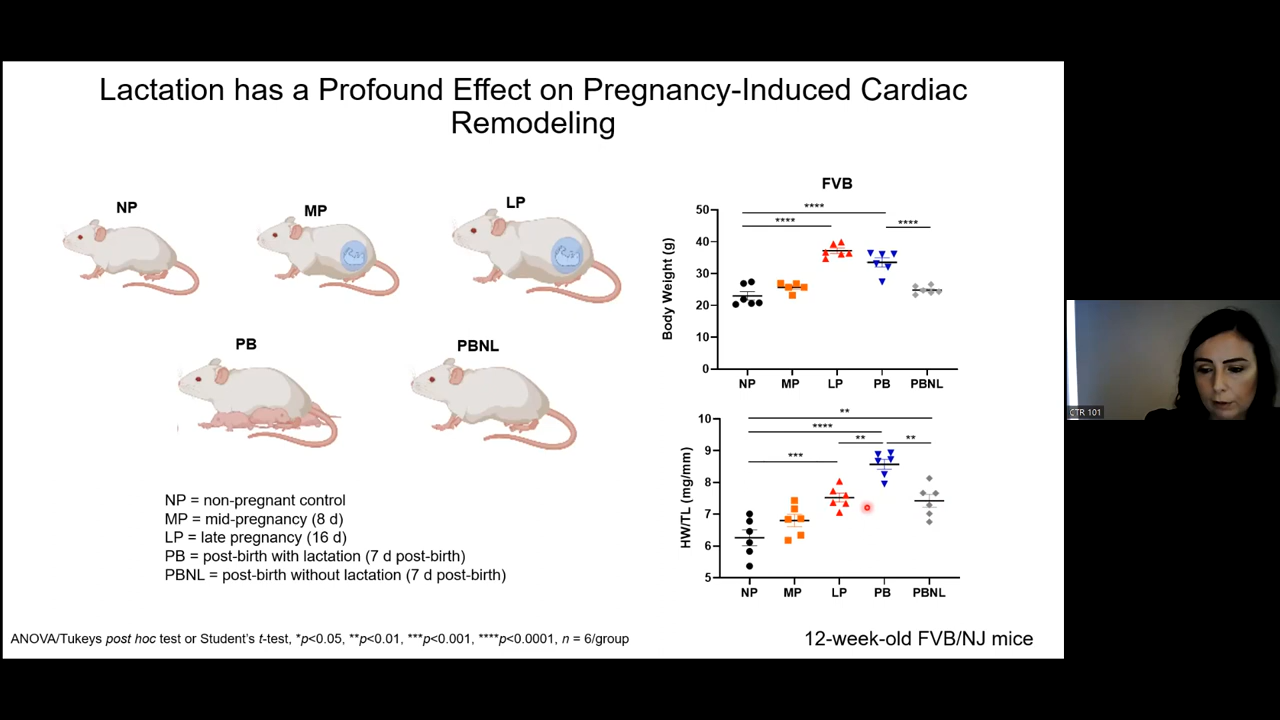 Lactation has a Profound Effect on Pregnancy-Induced Cardiac
Remodeling
NP
MP
LP
PB
PBNL
NP = non-pregnant control
MP = mid-pregnancy (8 d)
LP = late pregnancy (16 d)
PB = post-birth with lactation (7 d post-birth)
PBNL = post-birth without lactation (7 d post-birth)
FVB
Body Weight (g)
50
40
30
20
10
0
****
****
****
NP MP LP PB PBNL
HW/TL (mg/mm)
10
9
8
7
6
5
**
****
** **
***
NP MP LP PB PBNL
ANOVA/Tukeys post hoc test or Student's t-test, *p<0.05, **p<0.01, ***p<0.001, ****p<0.0001, n = 6/group
12-week-old FVB/NJ mice
CTR 101